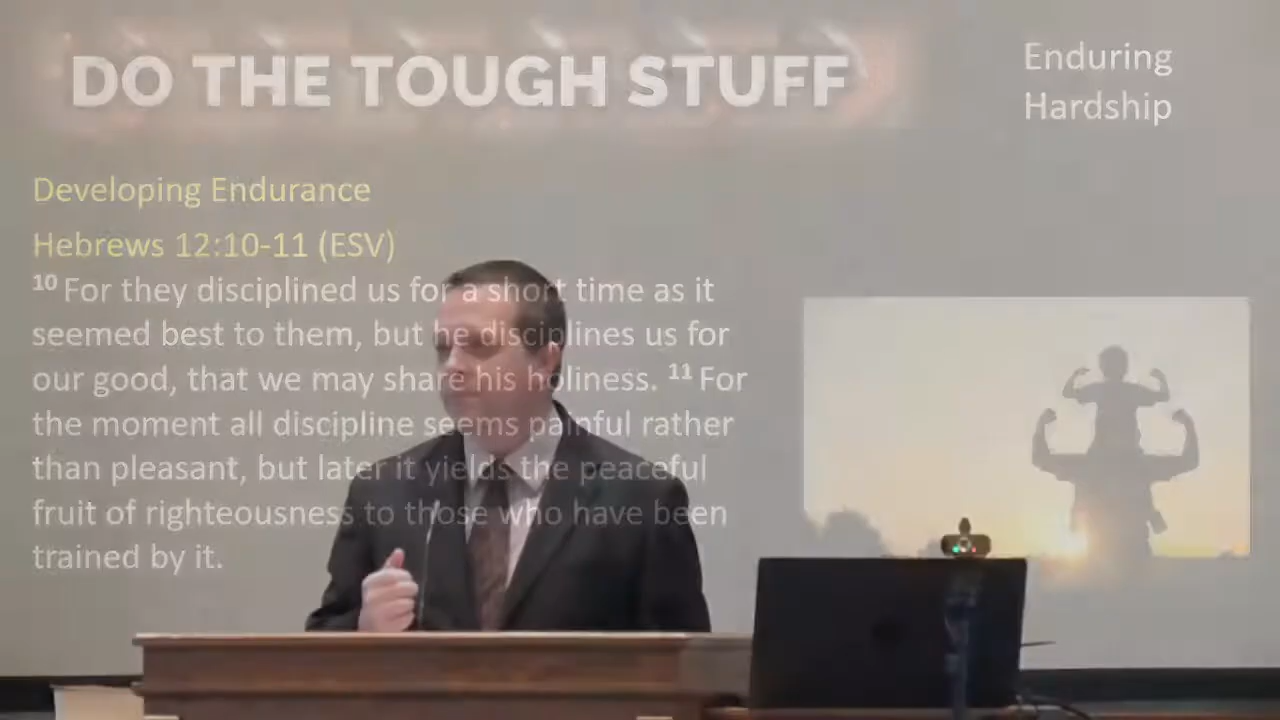 DO THE TOUGH STUFF
Enduring
Hardship
Developing Endurance
Hebrews 12:10-11 (ESV)
10 For they disciplined us for a short time as it
seemed best to them, but he disciplines us for
our good, that we may share his holiness. 11 For
the moment all discipline seems painful rather
than pleasant, but later it yields the peaceful
fruit of righteousness to those who have been
trained by it.